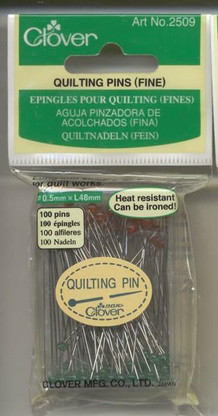 Art No.2509
Clover
QUILTING PINS (FINE)
EPINGLES POUR QUILTING (FINES)
AGUJA PINZADORA DE
ACOLCHADOS (FINA)
QUILTNADELN (FEIN)
for quilt works.
#0.5mm×L48mm
Heat resistant
Can be ironed!
100 pins
100 épingles
100 alfileres
100 Nadeln
QUILTING PIN
Clover
CLOVER MFG. CO., LTD. JAPAN